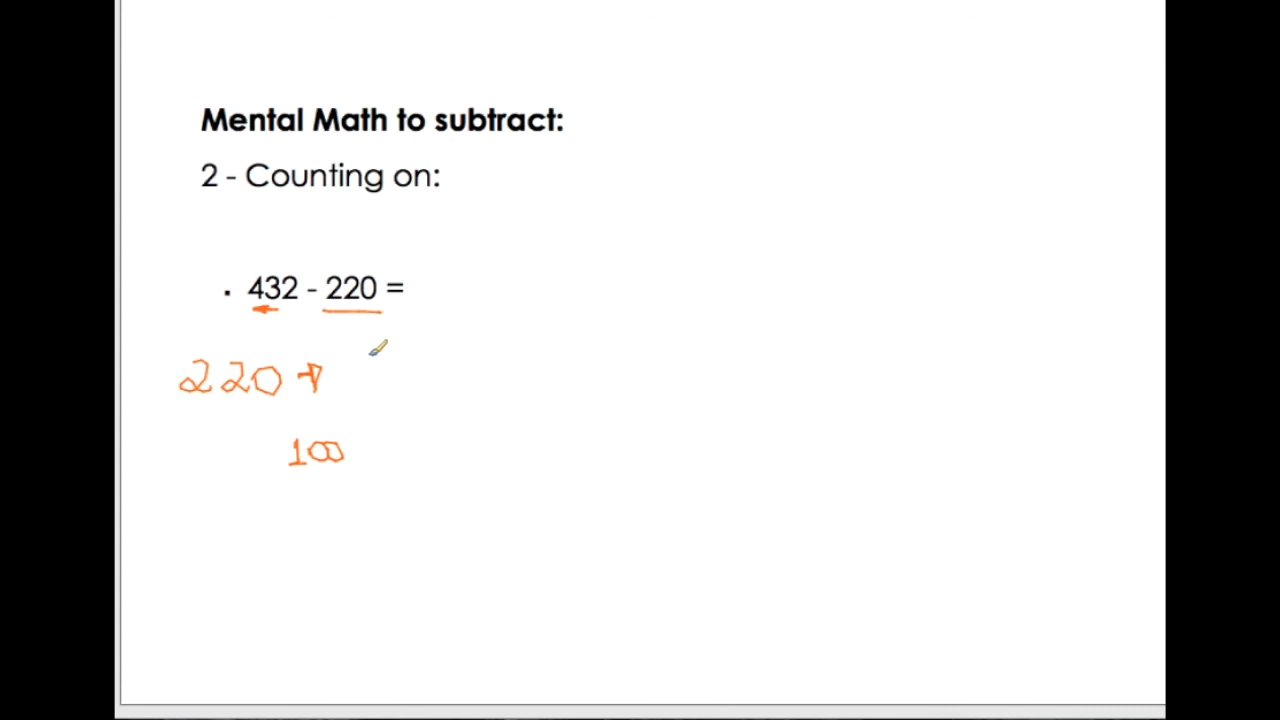 Mental Math to subtract:
2 - Counting on:
. 432 - 220 =
220 +
100